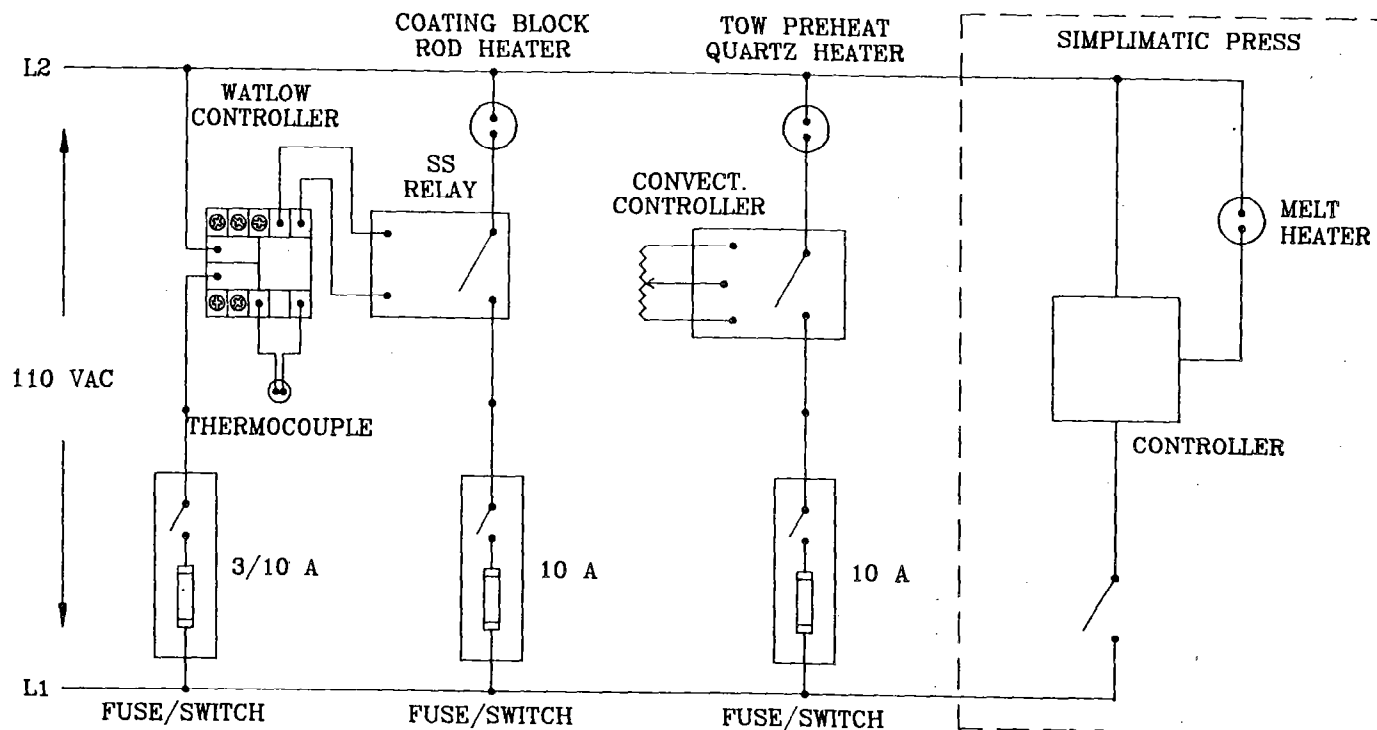 COATING BLOCK
ROD HEATER
TOW PREHEAT
QUARTZ HEATER
SIMPLIMATIC PRESS
L2
WATLOW
CONTROLLER
SS
RELAY
CONVECT.
CONTROLLER
MELT
HEATER
110 VAC
THERMOCOUPLE
CONTROLLER
3/10 A
10 A
10 A
L1
FUSE/SWITCH
FUSE/SWITCH
FUSE/SWITCH